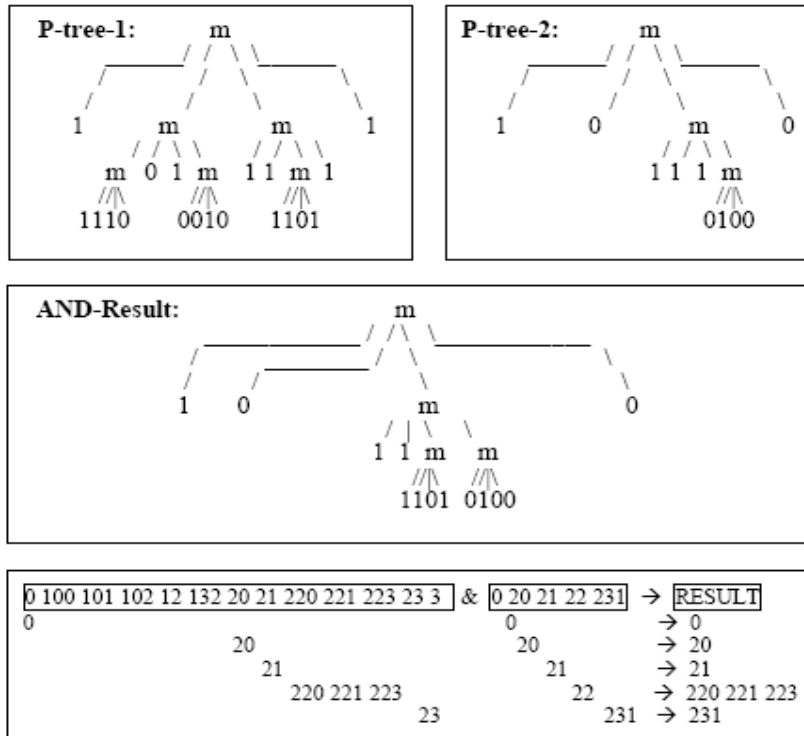 P-tree-1: m
1 m m 1
m 0 1 m 1 1 m 1
1110 0010 1101
P-tree-2: m
1 0 m 0
1 1 1 m
0100
AND-Result: m
1 0 m 0
1 1 m m
1101 0100
0 100 101 102 12 132 20 21 220 221 223 23 3 & 0 20 21 22 231 → RESULT
0 0 → 0
20 20 → 20
21 21 → 21
220 221 223 22 → 220 221 223
23 231 → 231